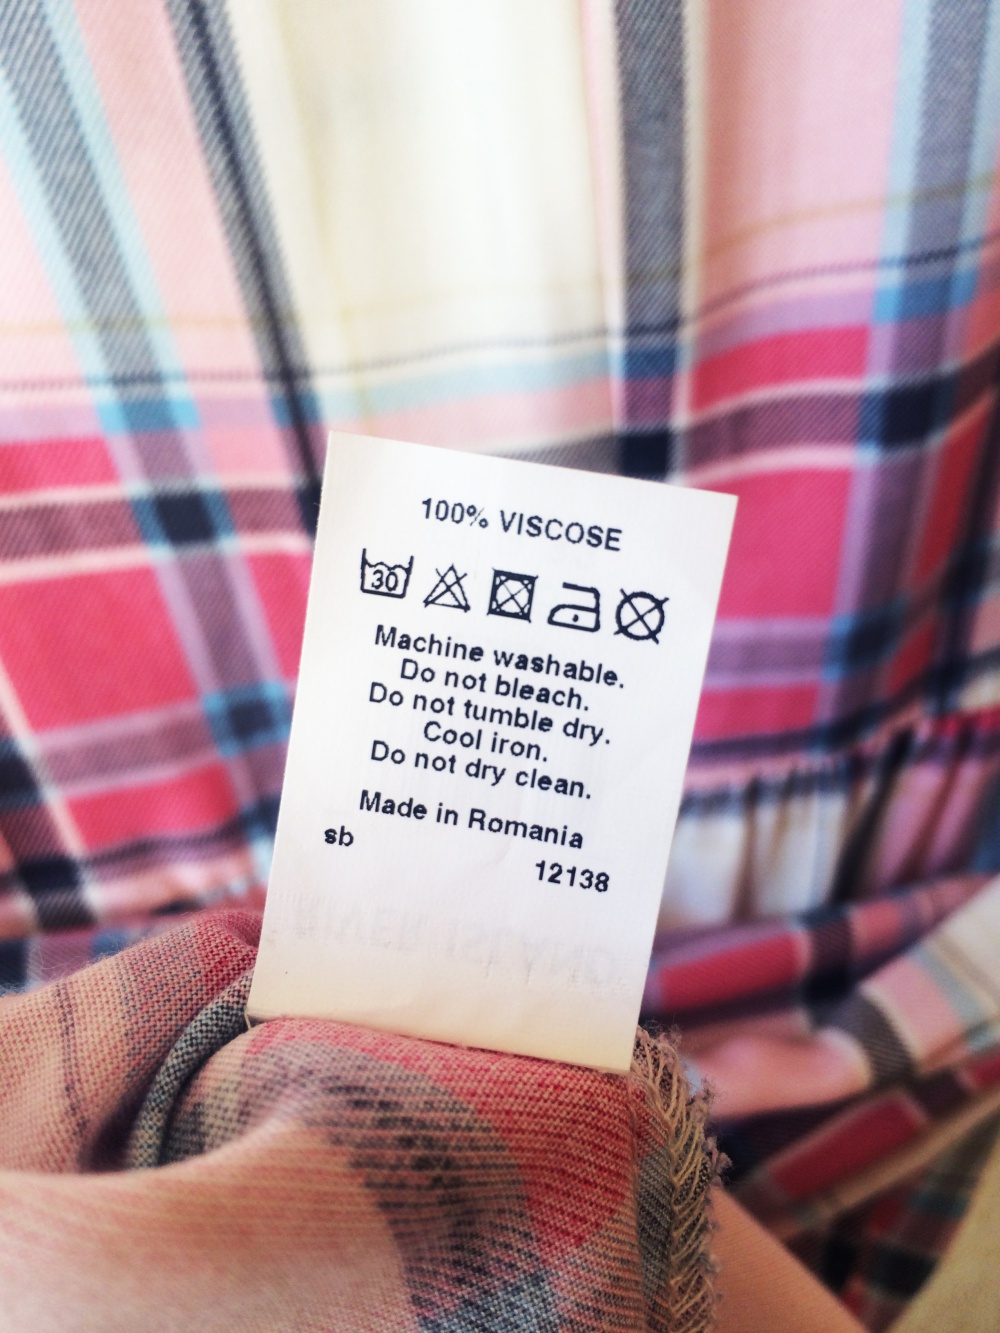 100% VISCOSE
30
Machine washable.
Do not bleach.
Do not tumble dry.
Cool iron.
Do not dry clean.
Made in Romania
sb
12138